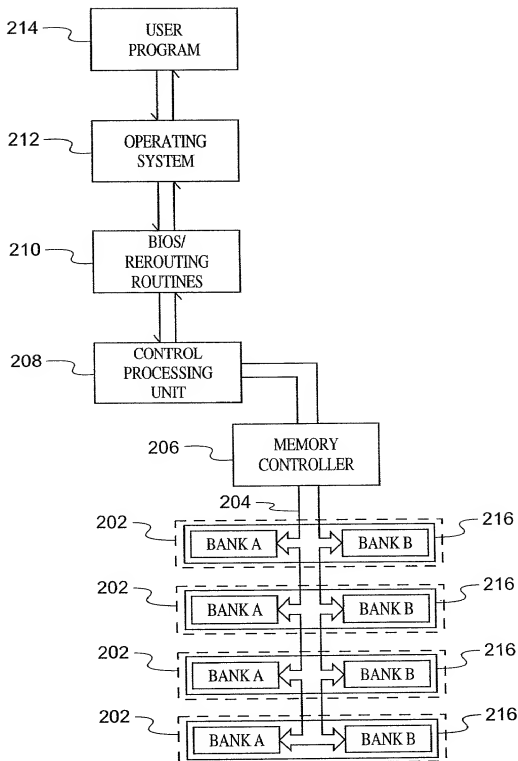 214
USER
PROGRAM
212
OPERATING
SYSTEM
210
BIOS/
REROUTING
ROUTINES
208
CONTROL
PROCESSING
UNIT
206
MEMORY
CONTROLLER
204
202
BANK A
BANK B
216
202
BANK A
BANK B
216
202
BANK A
BANK B
216
202
BANK A
BANK B
216